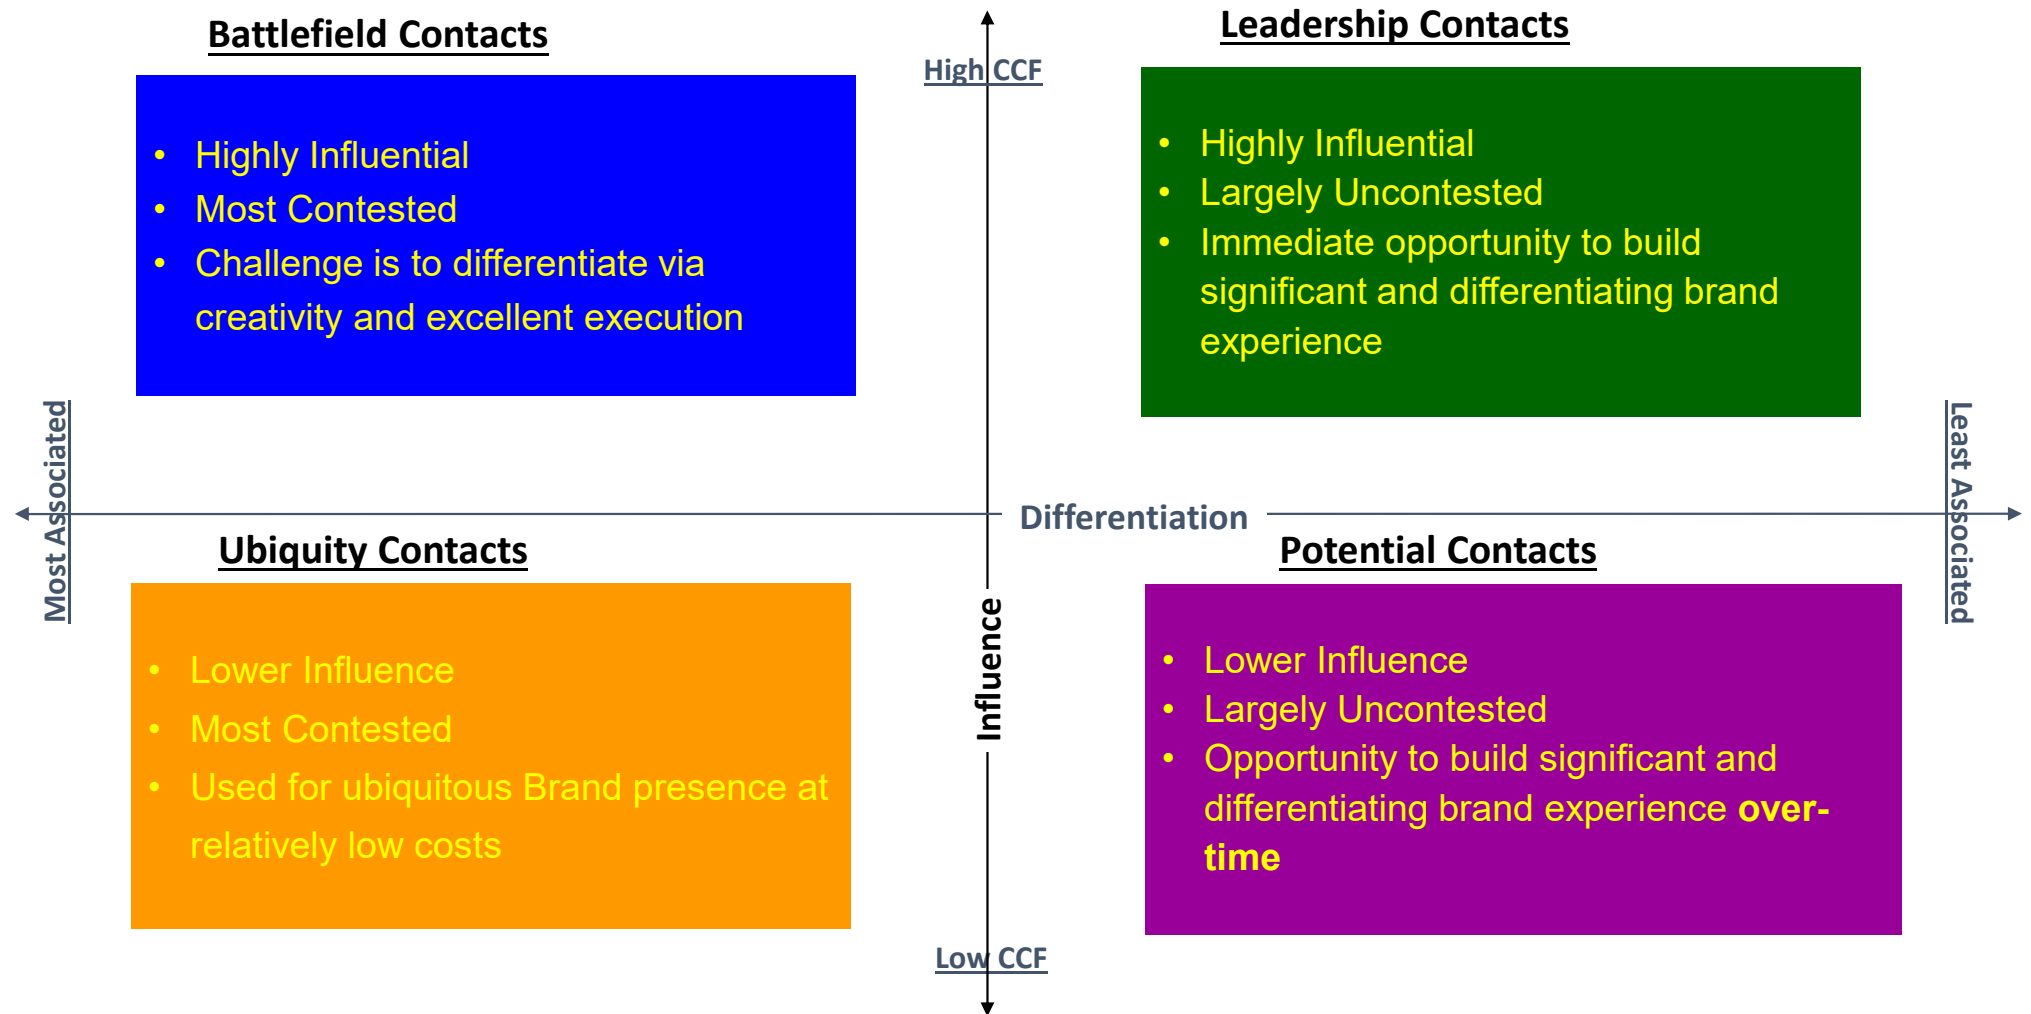 Battlefield Contacts
• Highly Influential
• Most Contested
• Challenge is to differentiate via
creativity and excellent execution
High CCF
Leadership Contacts
• Highly Influential
• Largely Uncontested
• Immediate opportunity to build
significant and differentiating brand
experience
Most Associated
Differentiation
Least Associated
Ubiquity Contacts
• Lower Influence
• Most Contested
• Used for ubiquitous Brand presence at
relatively low costs
Influence
Low CCF
Potential Contacts
• Lower Influence
• Largely Uncontested
• Opportunity to build significant and
differentiating brand experience over-
time